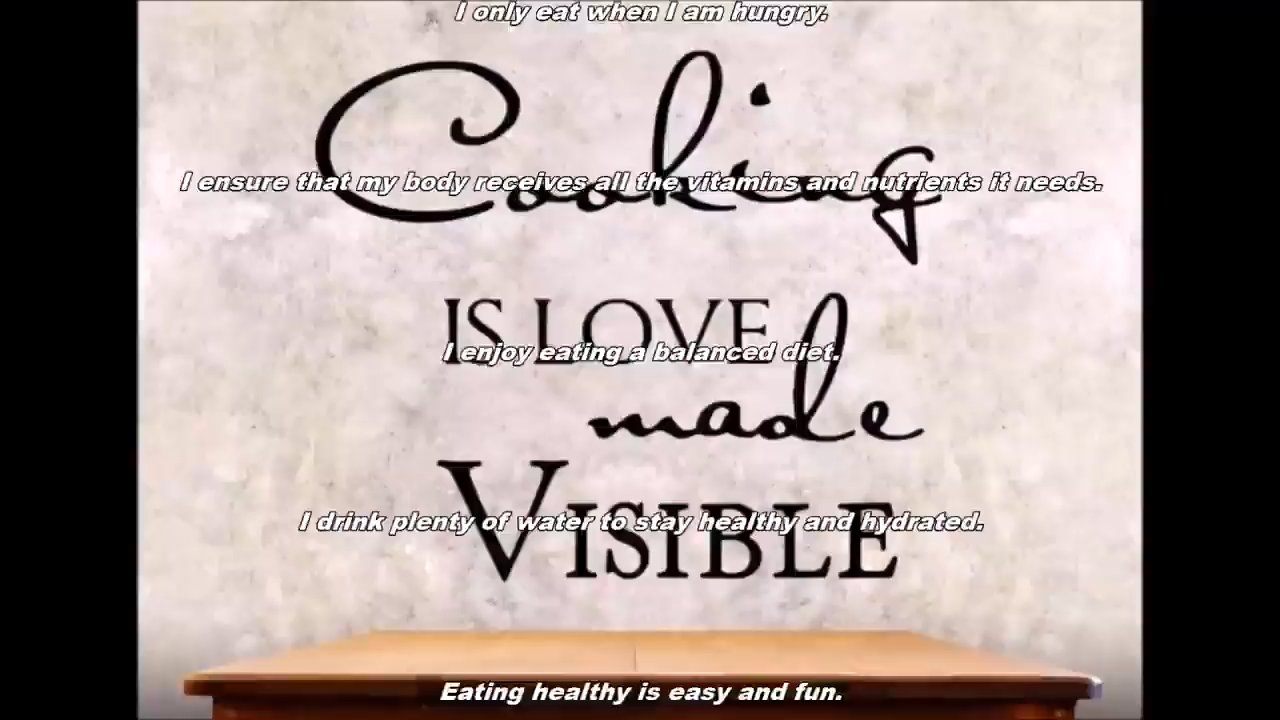 I only eat when I am hungry.
Cooking
I ensure that my body receives all the vitamins and nutrients it needs.
IS LOVE
I enjoy eating a balanced diet.
made
VISIBLE
I drink plenty of water to stay healthy and hydrated.
Eating healthy is easy and fun.